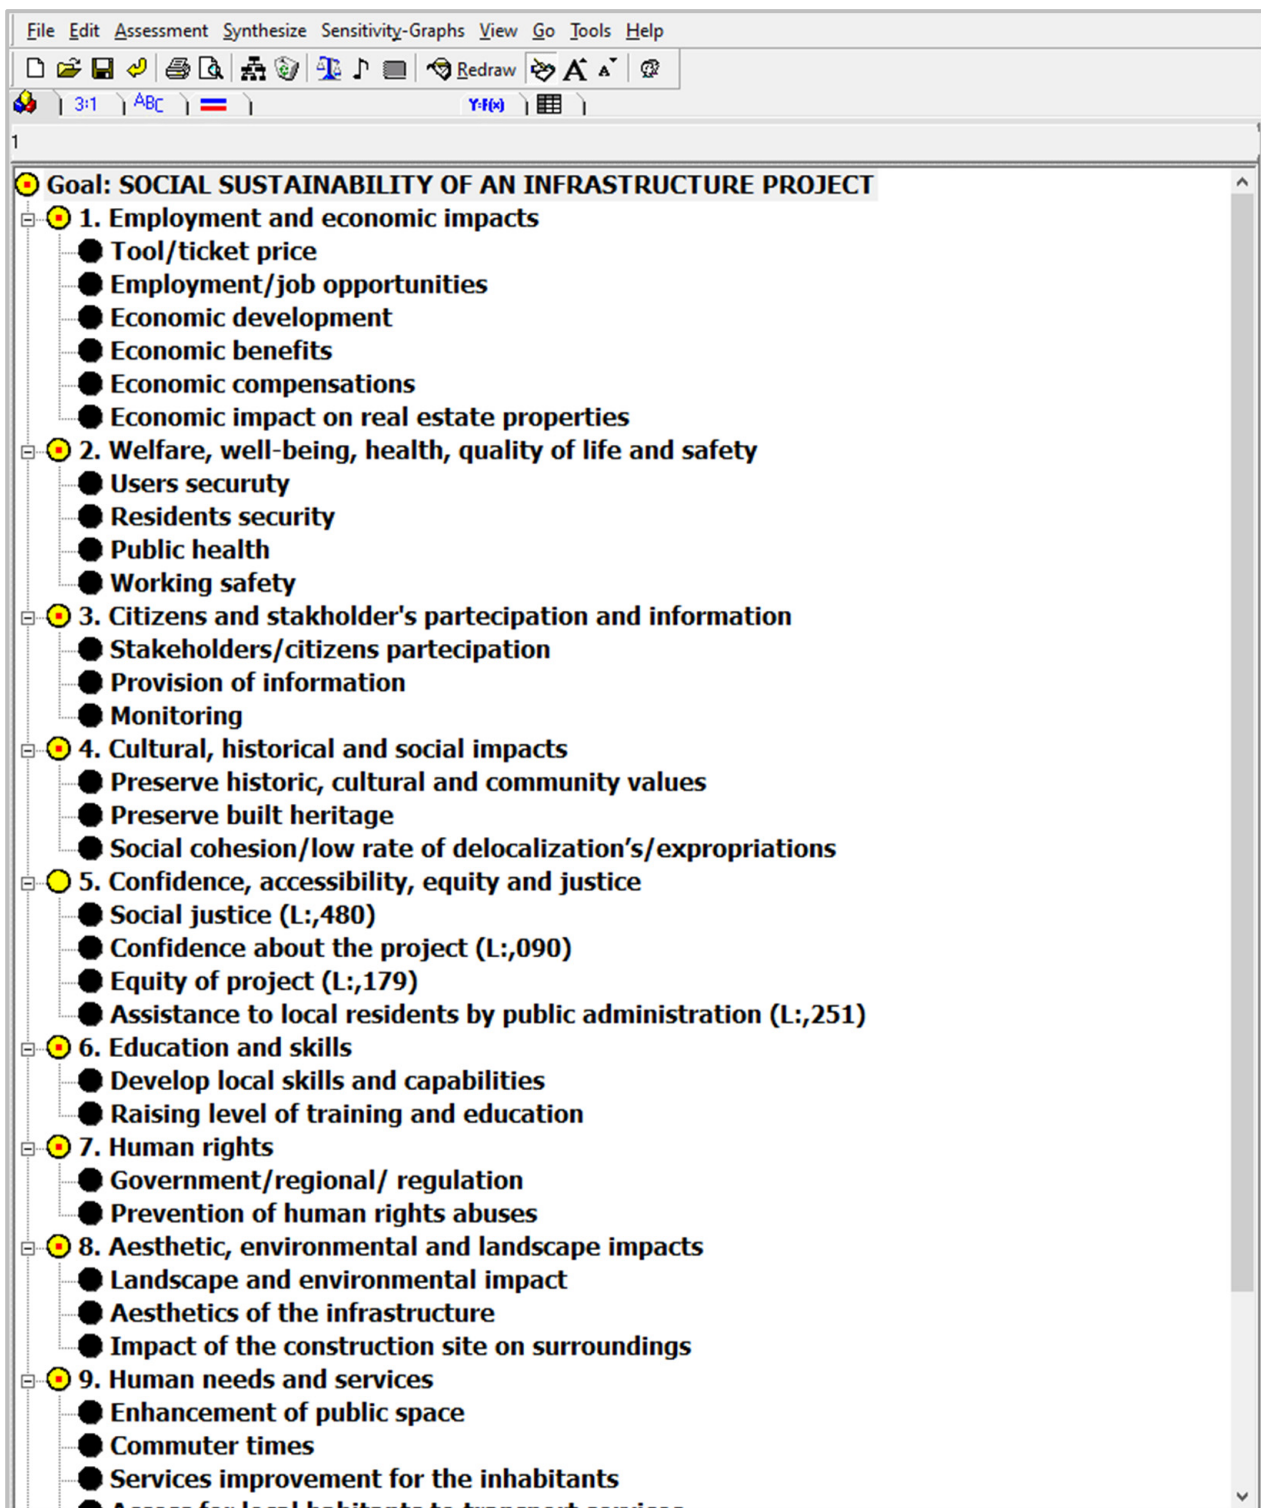 File Edit Assessment Synthesize Sensitivity-Graphs View Go Tools Help
Redraw A A
3:1 ABC Y=F(x)
1
Goal: SOCIAL SUSTAINABILITY OF AN INFRASTRUCTURE PROJECT
1. Employment and economic impacts
Tool/ticket price
Employment/job opportunities
Economic development
Economic benefits
Economic compensations
Economic impact on real estate properties
2. Welfare, well-being, health, quality of life and safety
Users securuty
Residents security
Public health
Working safety
3. Citizens and stakholder's partecipation and information
Stakeholders/citizens partecipation
Provision of information
Monitoring
4. Cultural, historical and social impacts
Preserve historic, cultural and community values
Preserve built heritage
Social cohesion/low rate of delocalization’s/expropriations
5. Confidence, accessibility, equity and justice
Social justice (L:,480)
Confidence about the project (L:,090)
Equity of project (L:,179)
Assistance to local residents by public administration (L:,251)
6. Education and skills
Develop local skills and capabilities
Raising level of training and education
7. Human rights
Government/regional/ regulation
Prevention of human rights abuses
8. Aesthetic, environmental and landscape impacts
Landscape and environmental impact
Aesthetics of the infrastructure
Impact of the construction site on surroundings
9. Human needs and services
Enhancement of public space
Commuter times
Services improvement for the inhabitants
Access for local habitants to transport services